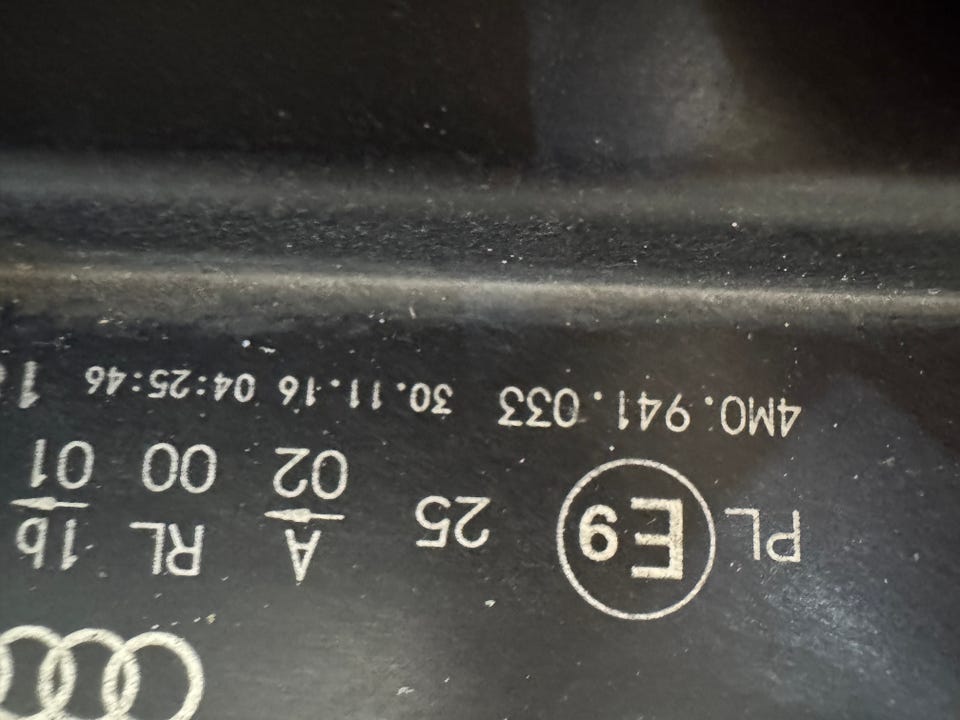 PL E9 25 A RL 1b
02 00 01
4M0.941.033 30.11.16 04:25:46